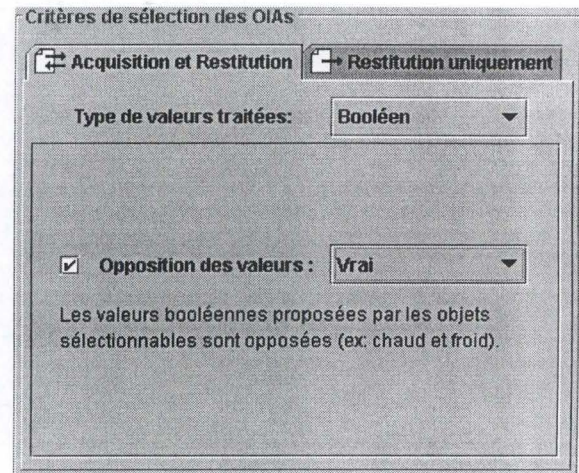 Critères de sélection des OIAs
Acquisition et Restitution
Restitution uniquement
Type de valeurs traitées: Booléen
Opposition des valeurs : Vrai
Les valeurs booléennes proposées par les objets
sélectionnables sont opposées (ex: chaud et froid).